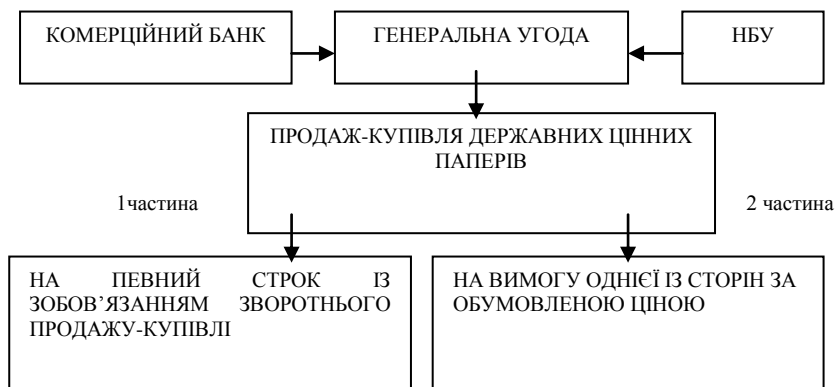 КОМЕРЦІЙНИЙ БАНК
ГЕНЕРАЛЬНА УГОДА
НБУ
ПРОДАЖ-КУПІВЛЯ ДЕРЖАВНИХ ЦІННИХ
ПАПЕРІВ
1частина
2 частина
НА ПЕВНИЙ СТРОК ІЗ
ЗОБОВ’ЯЗАННЯМ ЗВОРОТНЬОГО
ПРОДАЖУ-КУПІВЛІ
НА ВИМОГУ ОДНІЄЇ ІЗ СТОРІН ЗА
ОБУМОВЛЕНОЮ ЦІНОЮ